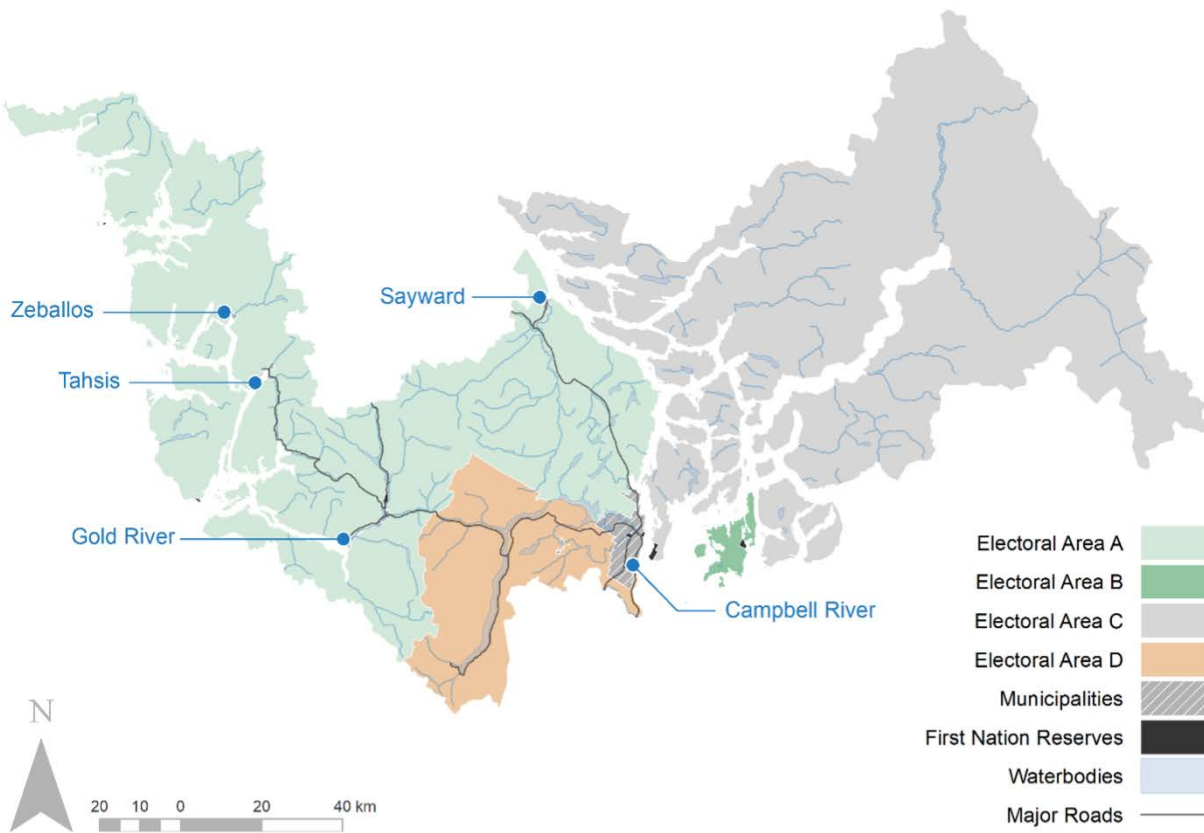 Zeballos
Sayward
Tahsis
Gold River
Campbell River
Electoral Area A
Electoral Area B
Electoral Area C
Electoral Area D
Municipalities
First Nation Reserves
Waterbodies
Major Roads
N
20 10 0 20 40 km